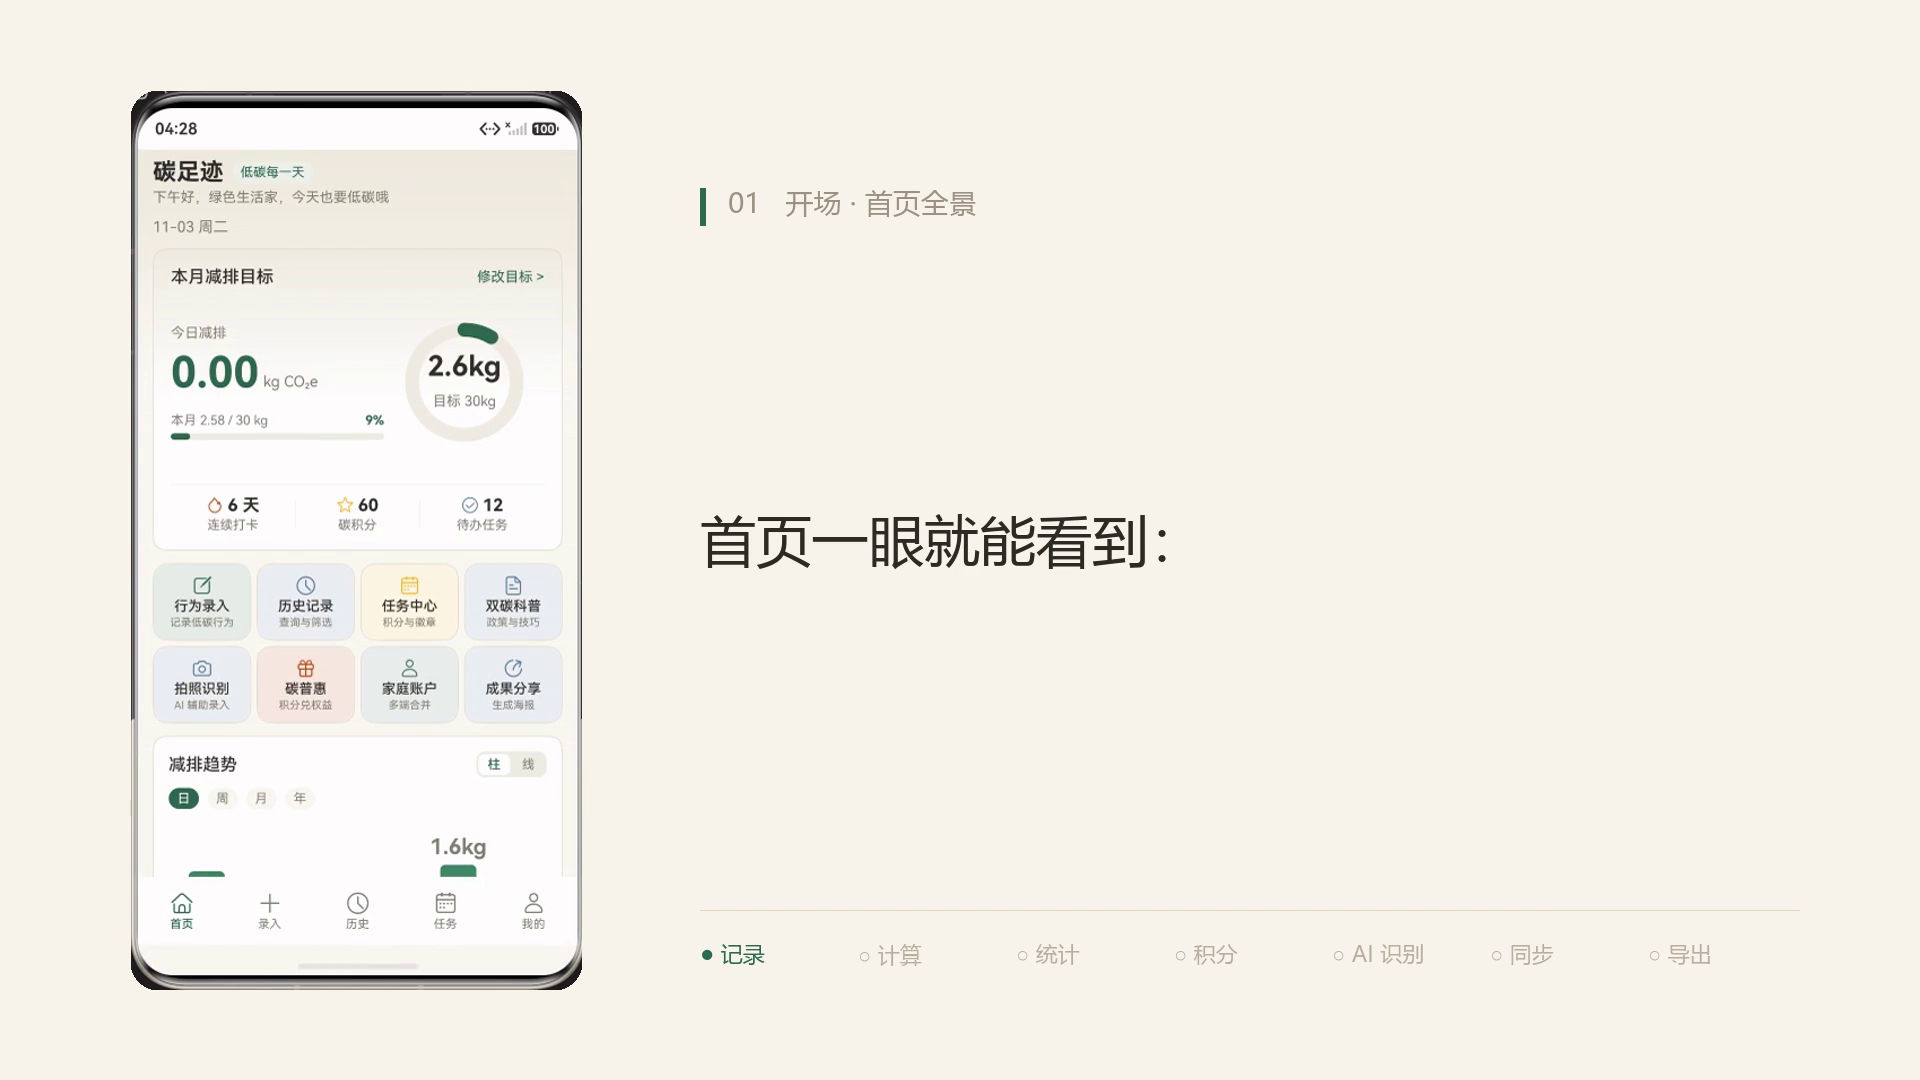 04:28
100
碳足迹 低碳每一天
下午好，绿色生活家，今天也要低碳哦
11-03 周二
本月减排目标 修改目标 >
今日减排
0.00 kg CO₂e
本月 2.58 / 30 kg 9%
2.6kg
目标 30kg
6 天 60 12
连续打卡 碳积分 待办任务
行为录入 历史记录 任务中心 双碳科普
记录低碳行为 查询与筛选 积分与徽章 政策与技巧
拍照识别 碳普惠 家庭账户 成果分享
AI 辅助录入 积分兑权益 多端合并 生成海报
减排趋势 柱 线
日 周 月 年
1.6kg
首页 录入 历史 任务 我的
01 开场 · 首页全景
首页一眼就能看到：
记录 计算 统计 积分 AI 识别 同步 导出